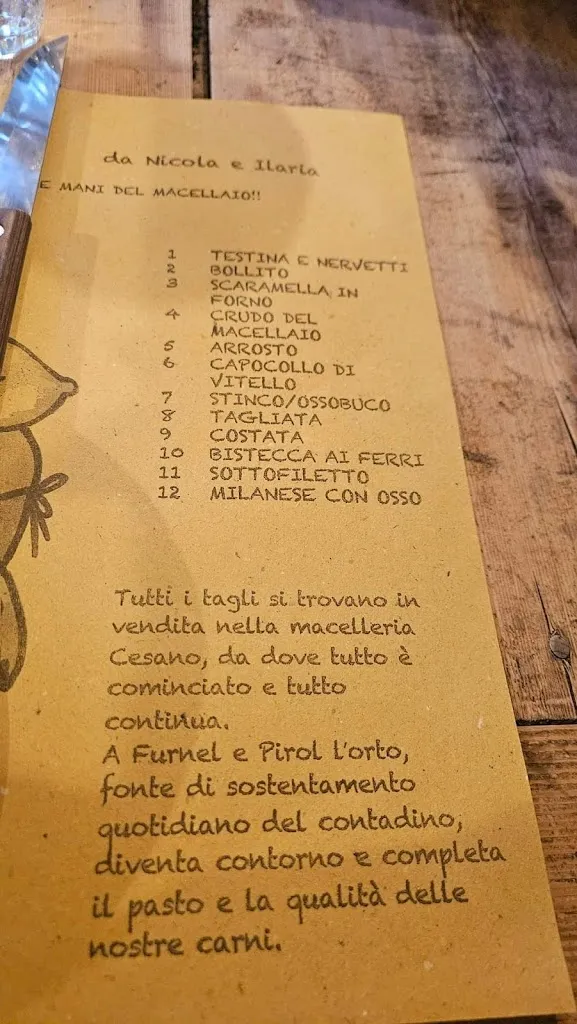 da Nicola e Ilaria
E MANI DEL MACELLAIO!!
1 TESTINA E NERVETTI
2 BOLLITO
3 SCARAMELLA IN
FORNO
4 CRUDO DEL
MACELLAIO
5 ARROSTO
6 CAPOCOLLO DI
VITELLO
7 STINCO/OSSOBUCO
8 TAGLIATA
9 COSTATA
10 BISTECCA AI FERRI
11 SOTTOFILETTO
12 MILANESE CON OSSO
Tutti i tagli si trovano in
vendita nella macelleria
Cesano, da dove tutto è
cominciato e tutto
continua.
A Furnel e Pirol l'orto,
fonte di sostentamento
quotidiano del contadino,
diventa contorno e completa
il pasto e la qualità delle
nostre carni.